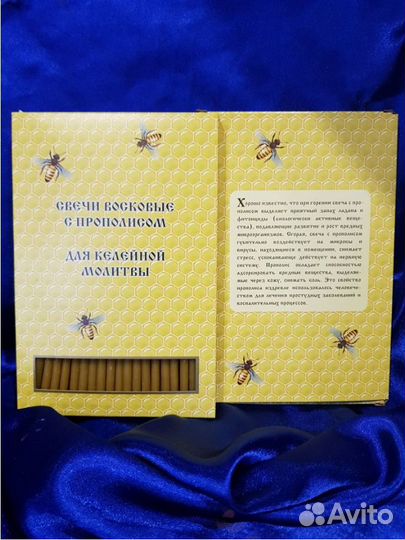 СВЕЧИ ВОСКОВЫЕ
С ПРОПОЛИСОМ
ДЛЯ КЕЛЕЙНОЙ
МОЛИТВЫ
Хорошо известно, что при горении свеча с про-
полисом выделяет приятный запах ладана и
фитонциды (биологически активные веще-
ства), подавляющие развитие и рост вредных
микроорганизмов. Сгорая, свеча с прополисом
губительно воздействует на микробы и
вирусы, находящиеся в помещении, снимает
стресс, успокаивающе действует на нервную
систему. Прополис обладает способностью
адсорбировать вредные вещества, выделяе-
мые через кожу, снимать боль. Это свойство
прополиса издревле использовалось человече-
ством для лечения простудных заболеваний и
воспалительных процессов.
Avito